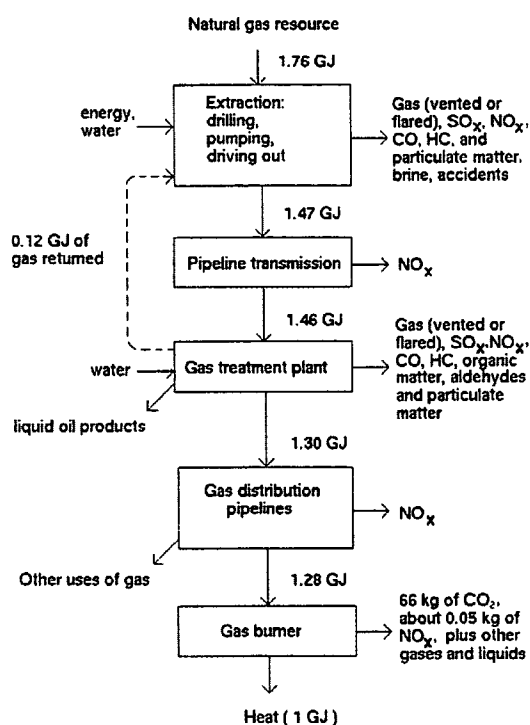 Natural gas resource
1.76 GJ
energy,
water
Extraction:
drilling,
pumping,
driving out
Gas (vented or
flared), SOx, NOx,
CO, HC, and
particulate matter,
brine, accidents
1.47 GJ
0.12 GJ of
gas returned
Pipeline transmission
NOx
1.46 GJ
water
Gas treatment plant
Gas (vented or
flared), SOx,NOx,
CO, HC, organic
matter, aldehydes
and particulate
matter
liquid oil products
1.30 GJ
Gas distribution
pipelines
NOx
Other uses of gas
1.28 GJ
Gas burner
66 kg of CO₂,
about 0.05 kg of
NOx, plus other
gases and liquids
Heat ( 1 GJ )